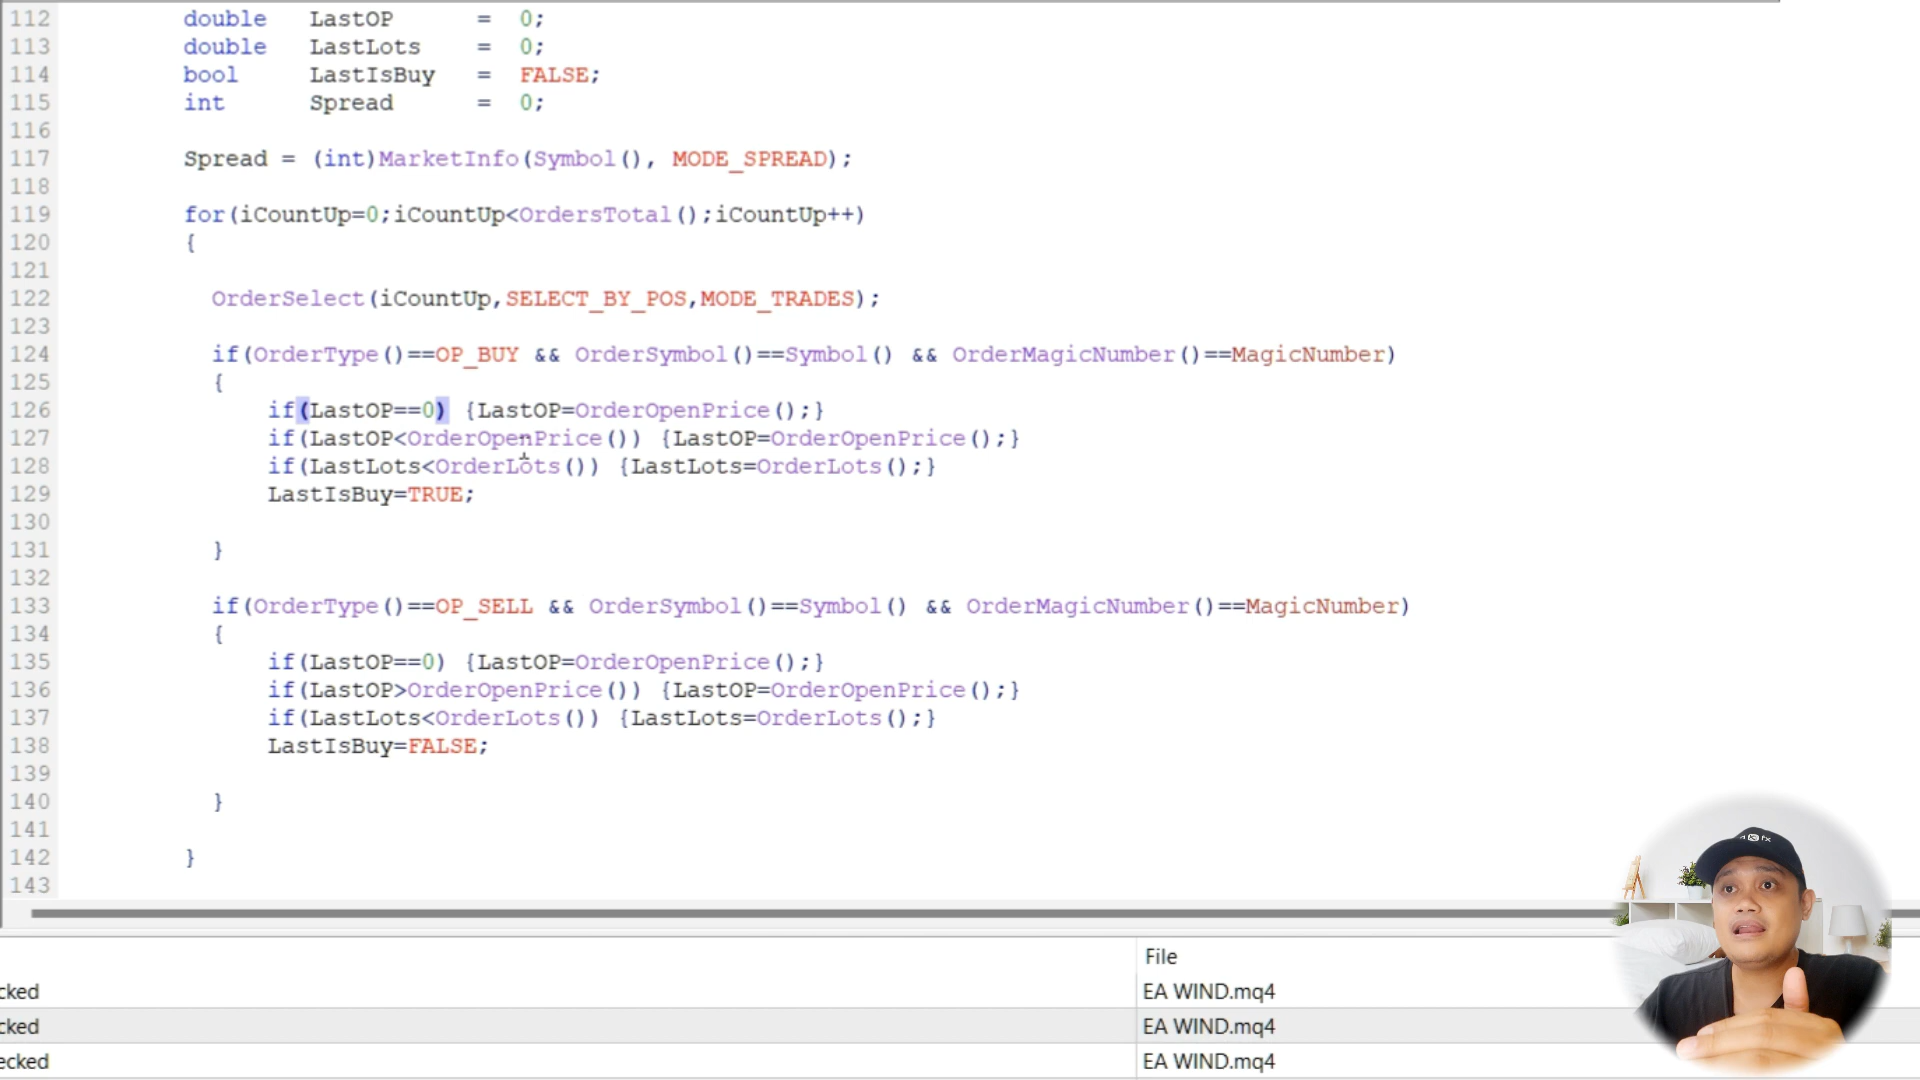 112 double LastOP = 0;
113 double LastLots = 0;
114 bool LastIsBuy = FALSE;
115 int Spread = 0;
116
117 Spread = (int)MarketInfo(Symbol(), MODE_SPREAD);
118
119 for(iCountUp=0;iCountUp<OrdersTotal();iCountUp++)
120 {
121
122 OrderSelect(iCountUp,SELECT_BY_POS,MODE_TRADES);
123
124 if(OrderType()==OP_BUY && OrderSymbol()==Symbol() && OrderMagicNumber()==MagicNumber)
125 {
126 if(LastOP==0) {LastOP=OrderOpenPrice();}
127 if(LastOP<OrderOpenPrice()) {LastOP=OrderOpenPrice();}
128 if(LastLots<OrderLots()) {LastLots=OrderLots();}
129 LastIsBuy=TRUE;
130
131 }
132
133 if(OrderType()==OP_SELL && OrderSymbol()==Symbol() && OrderMagicNumber()==MagicNumber)
134 {
135 if(LastOP==0) {LastOP=OrderOpenPrice();}
136 if(LastOP>OrderOpenPrice()) {LastOP=OrderOpenPrice();}
137 if(LastLots<OrderLots()) {LastLots=OrderLots();}
138 LastIsBuy=FALSE;
139
140 }
141
142 }
143
File
cked EA WIND.mq4
cked EA WIND.mq4
ecked EA WIND.mq4